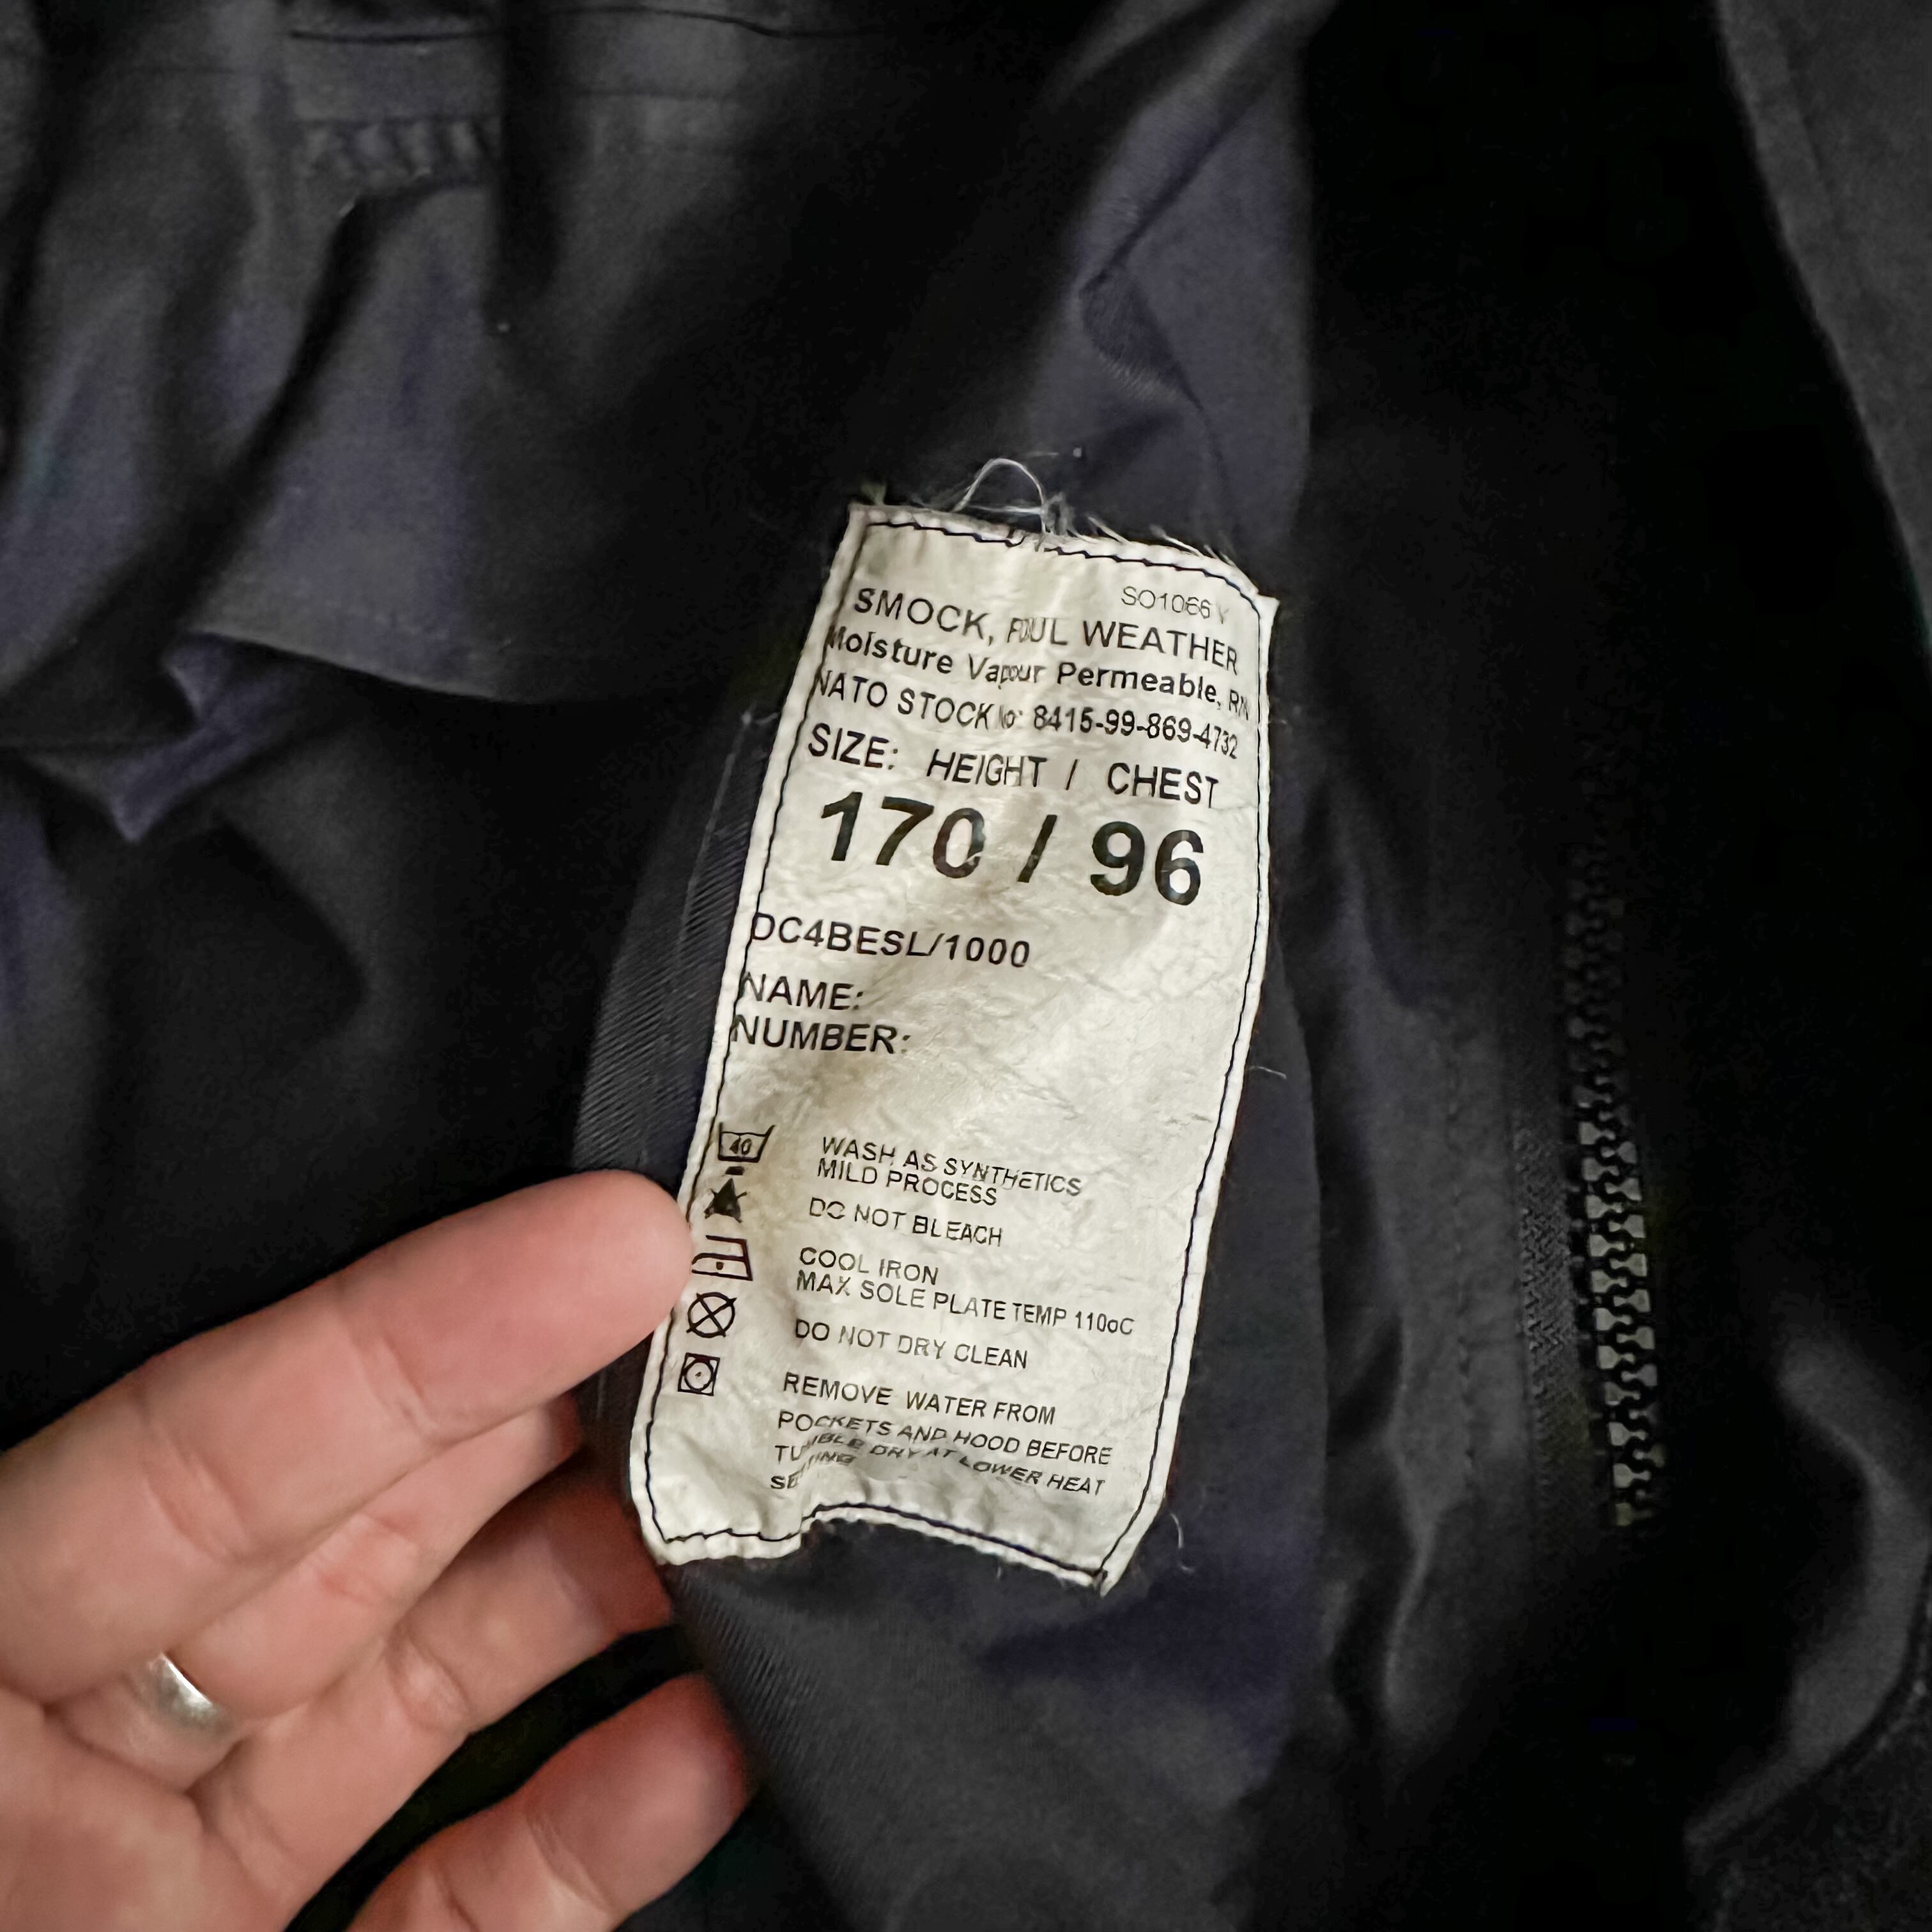 SO1066
SMOCK, FOUL WEATHER
Moisture Vapour Permeable, RN
NATO STOCK No: 8415-99-869-4732
SIZE: HEIGHT / CHEST
170 / 96
DC4BESL/1000
NAME:
NUMBER:
40
WASH AS SYNTHETICS
MILD PROCESS
DO NOT BLEACH
COOL IRON
MAX SOLE PLATE TEMP 110oC
DO NOT DRY CLEAN
REMOVE WATER FROM
POCKETS AND HOOD BEFORE
TUMBLE DRY AT LOWER HEAT
SETTING